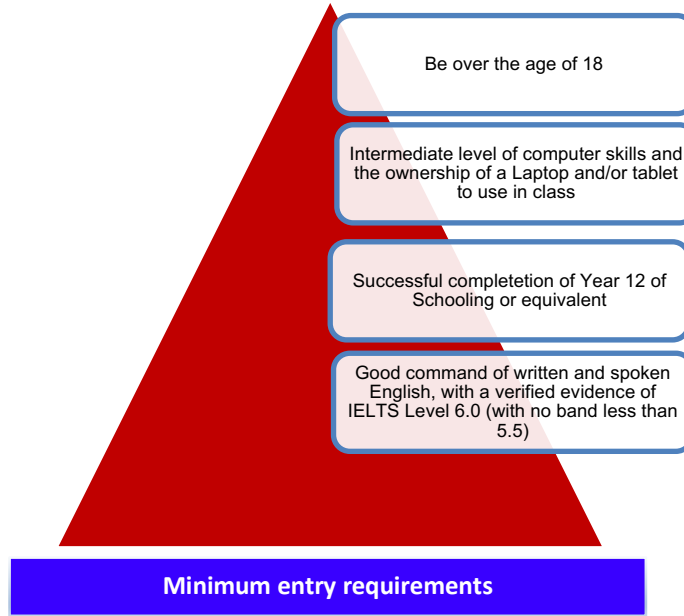 Be over the age of 18
Intermediate level of computer skills and
the ownership of a Laptop and/or tablet
to use in class
Successful completetion of Year 12 of
Schooling or equivalent
Good command of written and spoken
English, with a verified evidence of
IELTS Level 6.0 (with no band less than
5.5)
Minimum entry requirements